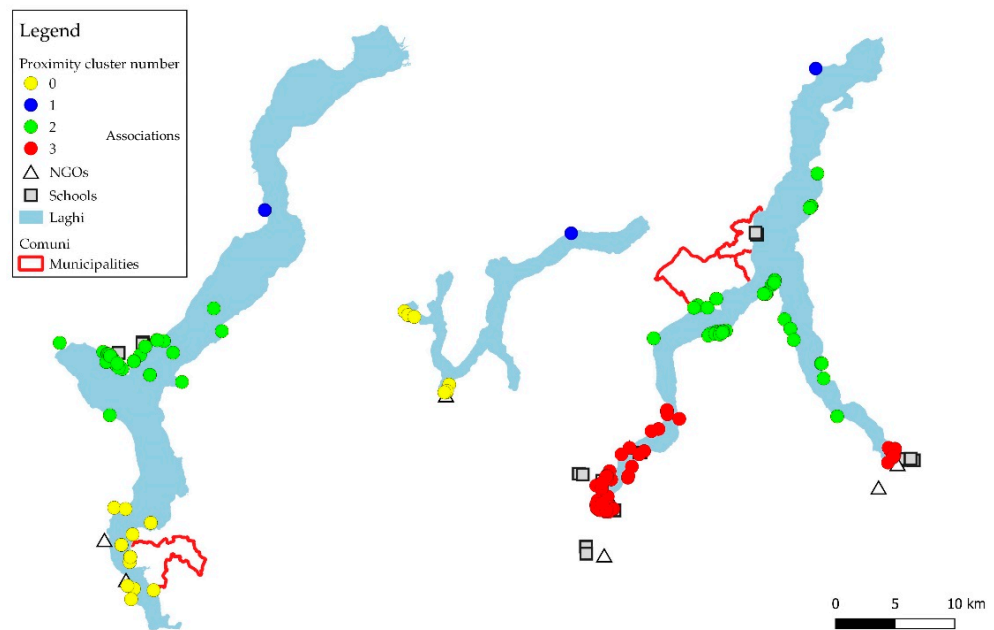 Legend
Proximity cluster number
0
1
2
Associations
3
NGOs
Schools
Laghi
Comuni
Municipalities
0 5 10 km